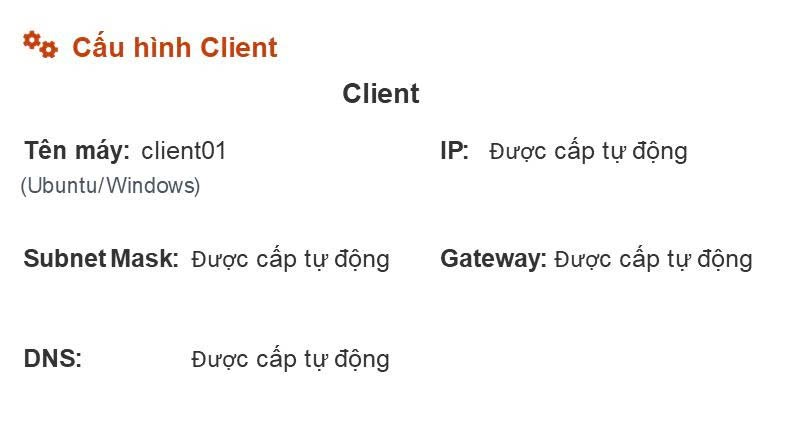 Cấu hình Client
Client
Tên máy: client01
IP: Được cấp tự động
(Ubuntu/Windows)
Subnet Mask: Được cấp tự động
Gateway: Được cấp tự động
DNS: Được cấp tự động